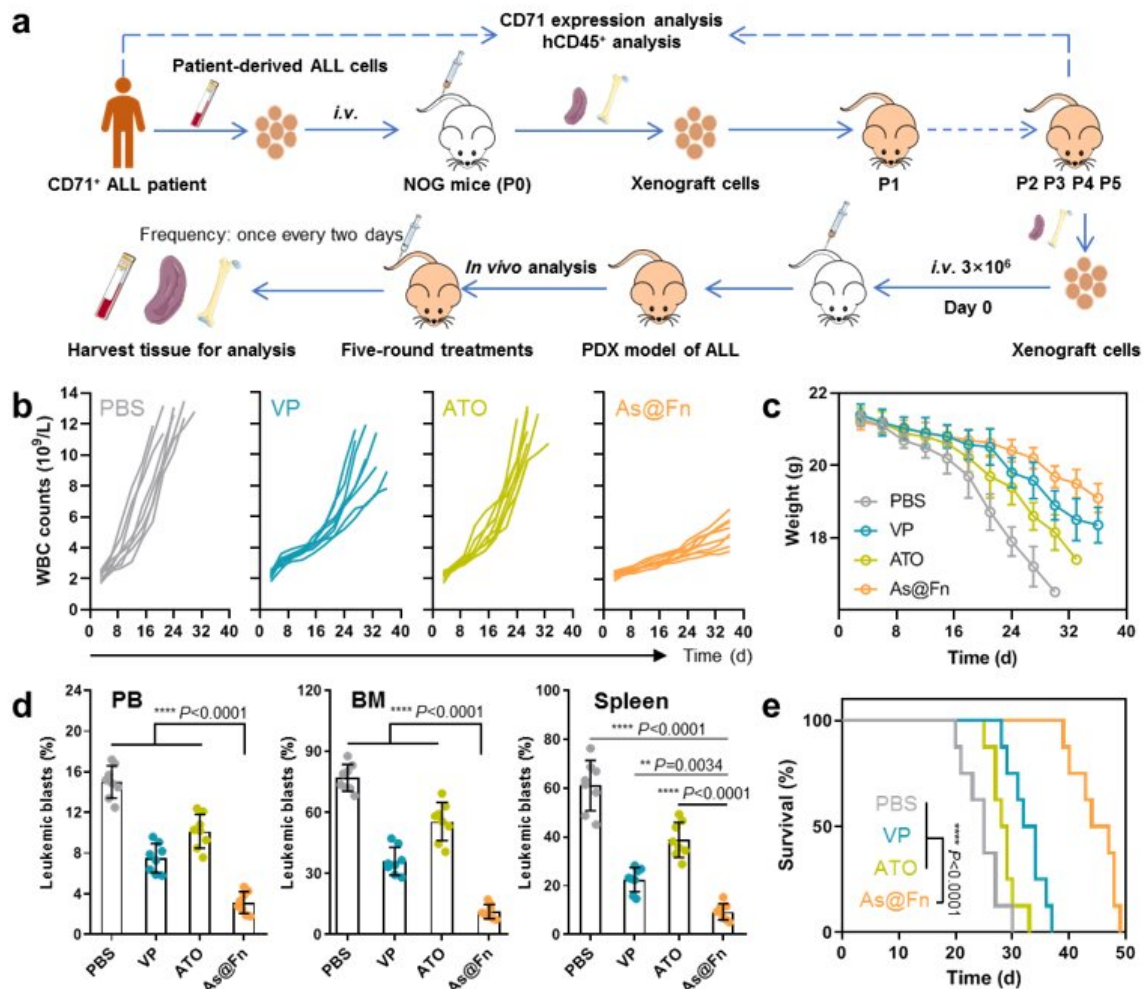 a
CD71 expression analysis
hCD45⁺ analysis
Patient-derived ALL cells
i.v.
CD71⁺ ALL patient
NOG mice (P0)
Xenograft cells
P1
P2 P3 P4 P5
Frequency: once every two days
In vivo analysis
i.v. 3×10⁶
Day 0
Harvest tissue for analysis
Five-round treatments
PDX model of ALL
Xenograft cells
b
WBC counts (10⁹/L)
14
12
10
8
6
4
2
0
PBS
VP
ATO
As@Fn
0 8 16 24 32 40
0 8 16 24 32 40
0 8 16 24 32 40
0 8 16 24 32 40
Time (d)
c
Weight (g)
22
20
18
PBS
VP
ATO
As@Fn
0 8 16 24 32 40
Time (d)
d
PB
Leukemic blasts (%)
24
20
16
12
8
4
0
**** P<0.0001
PBS VP ATO As@Fn
BM
Leukemic blasts (%)
120
90
60
30
0
**** P<0.0001
PBS VP ATO As@Fn
Spleen
Leukemic blasts (%)
100
80
60
40
20
0
**** P<0.0001
** P=0.0034
**** P<0.0001
PBS VP ATO As@Fn
e
Survival (%)
100
50
0
PBS
VP
ATO
As@Fn
**** P<0.0001
0 10 20 30 40 50
Time (d)